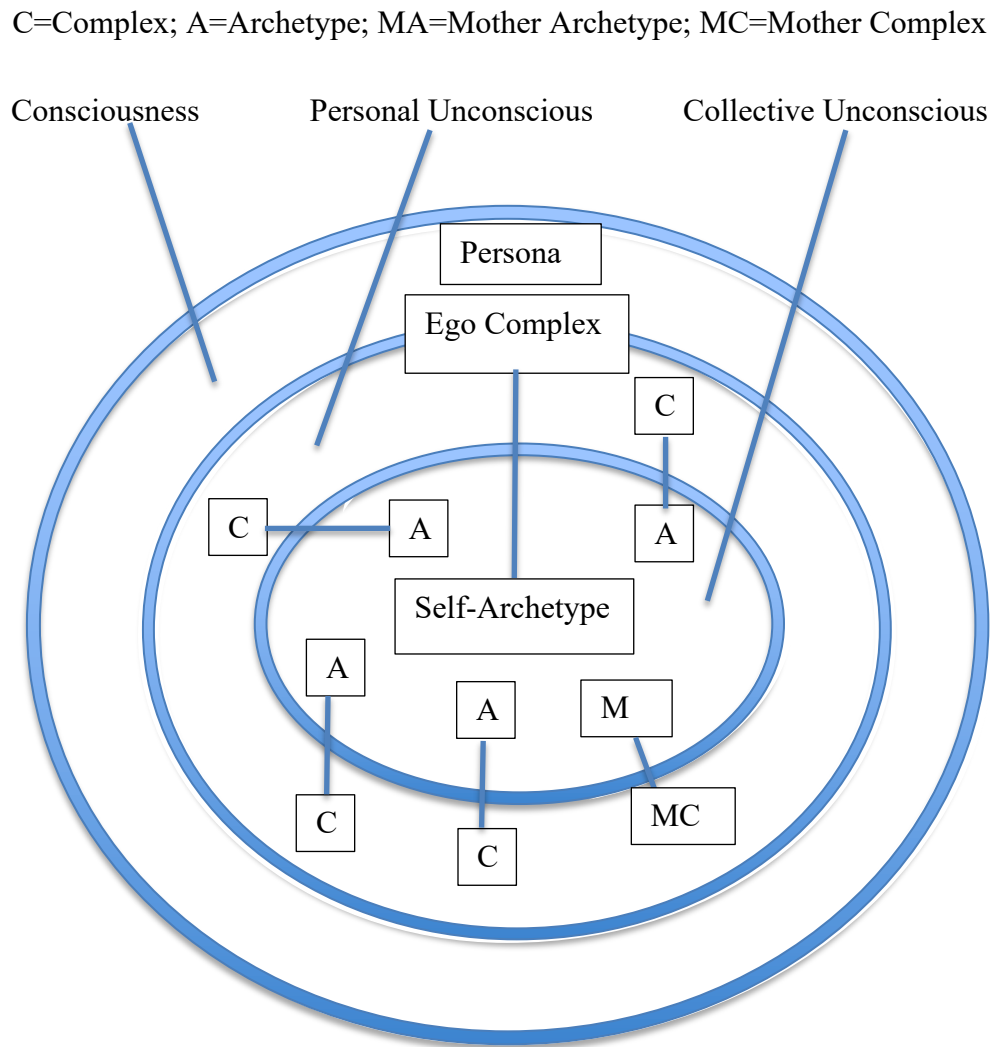 C=Complex; A=Archetype; MA=Mother Archetype; MC=Mother Complex
Consciousness Personal Unconscious Collective Unconscious
Persona
Ego Complex
C
C A A
Self-Archetype
A
A M
C MC
C